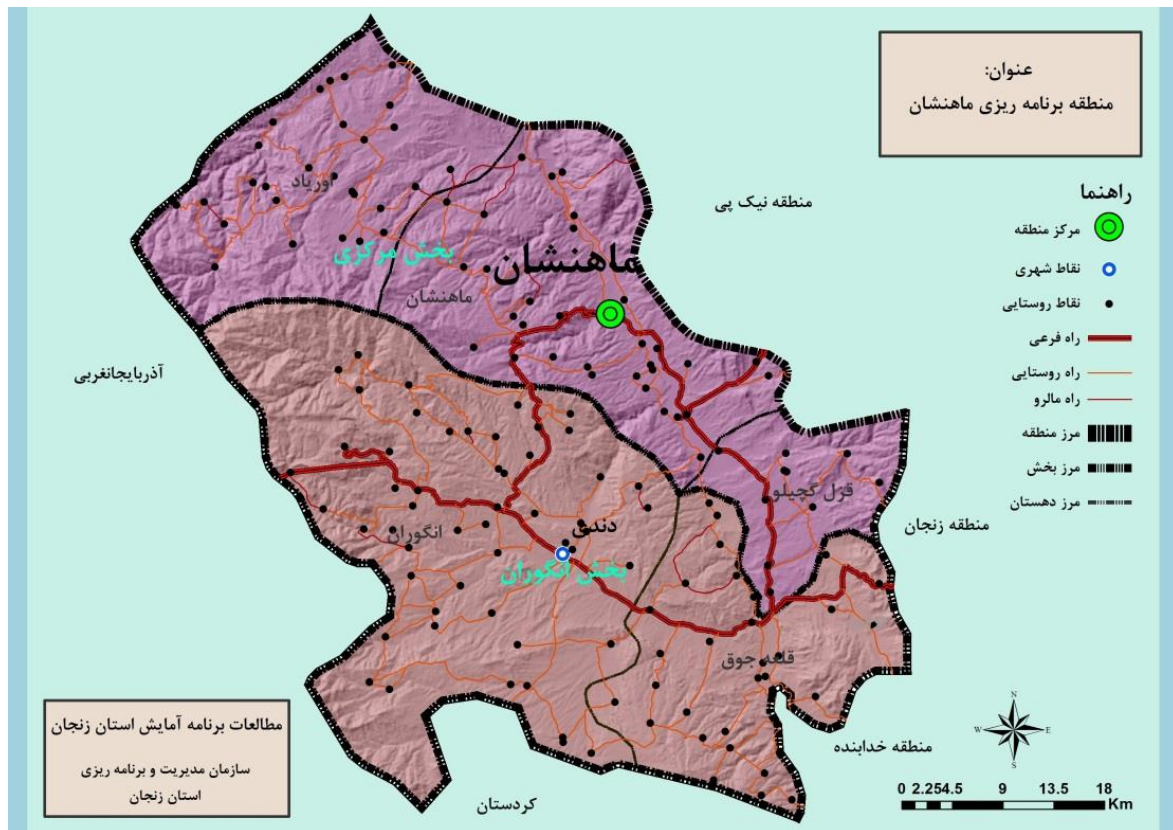 عنوان:
منطقه برنامه ریزی ماهنشان
راهنما
مرکز منطقه
نقاط شهری
نقاط روستایی
راه فرعی
راه روستایی
راه مالرو
مرز منطقه
مرز بخش
مرز دهستان
منطقه نیک پی
اوریاد
بخش مرکزی
ماهنشان
ماهنشان
آذربایجانغربی
قزل گچیلو
منطقه زنجان
دندی
انگوران
بخش انگوران
قلعه جوق
منطقه خدابنده
کردستان
مطالعات برنامه آمایش استان زنجان
سازمان مدیریت و برنامه ریزی
استان زنجان
N
W E
S
0 2.25 4.5 9 13.5 18
Km